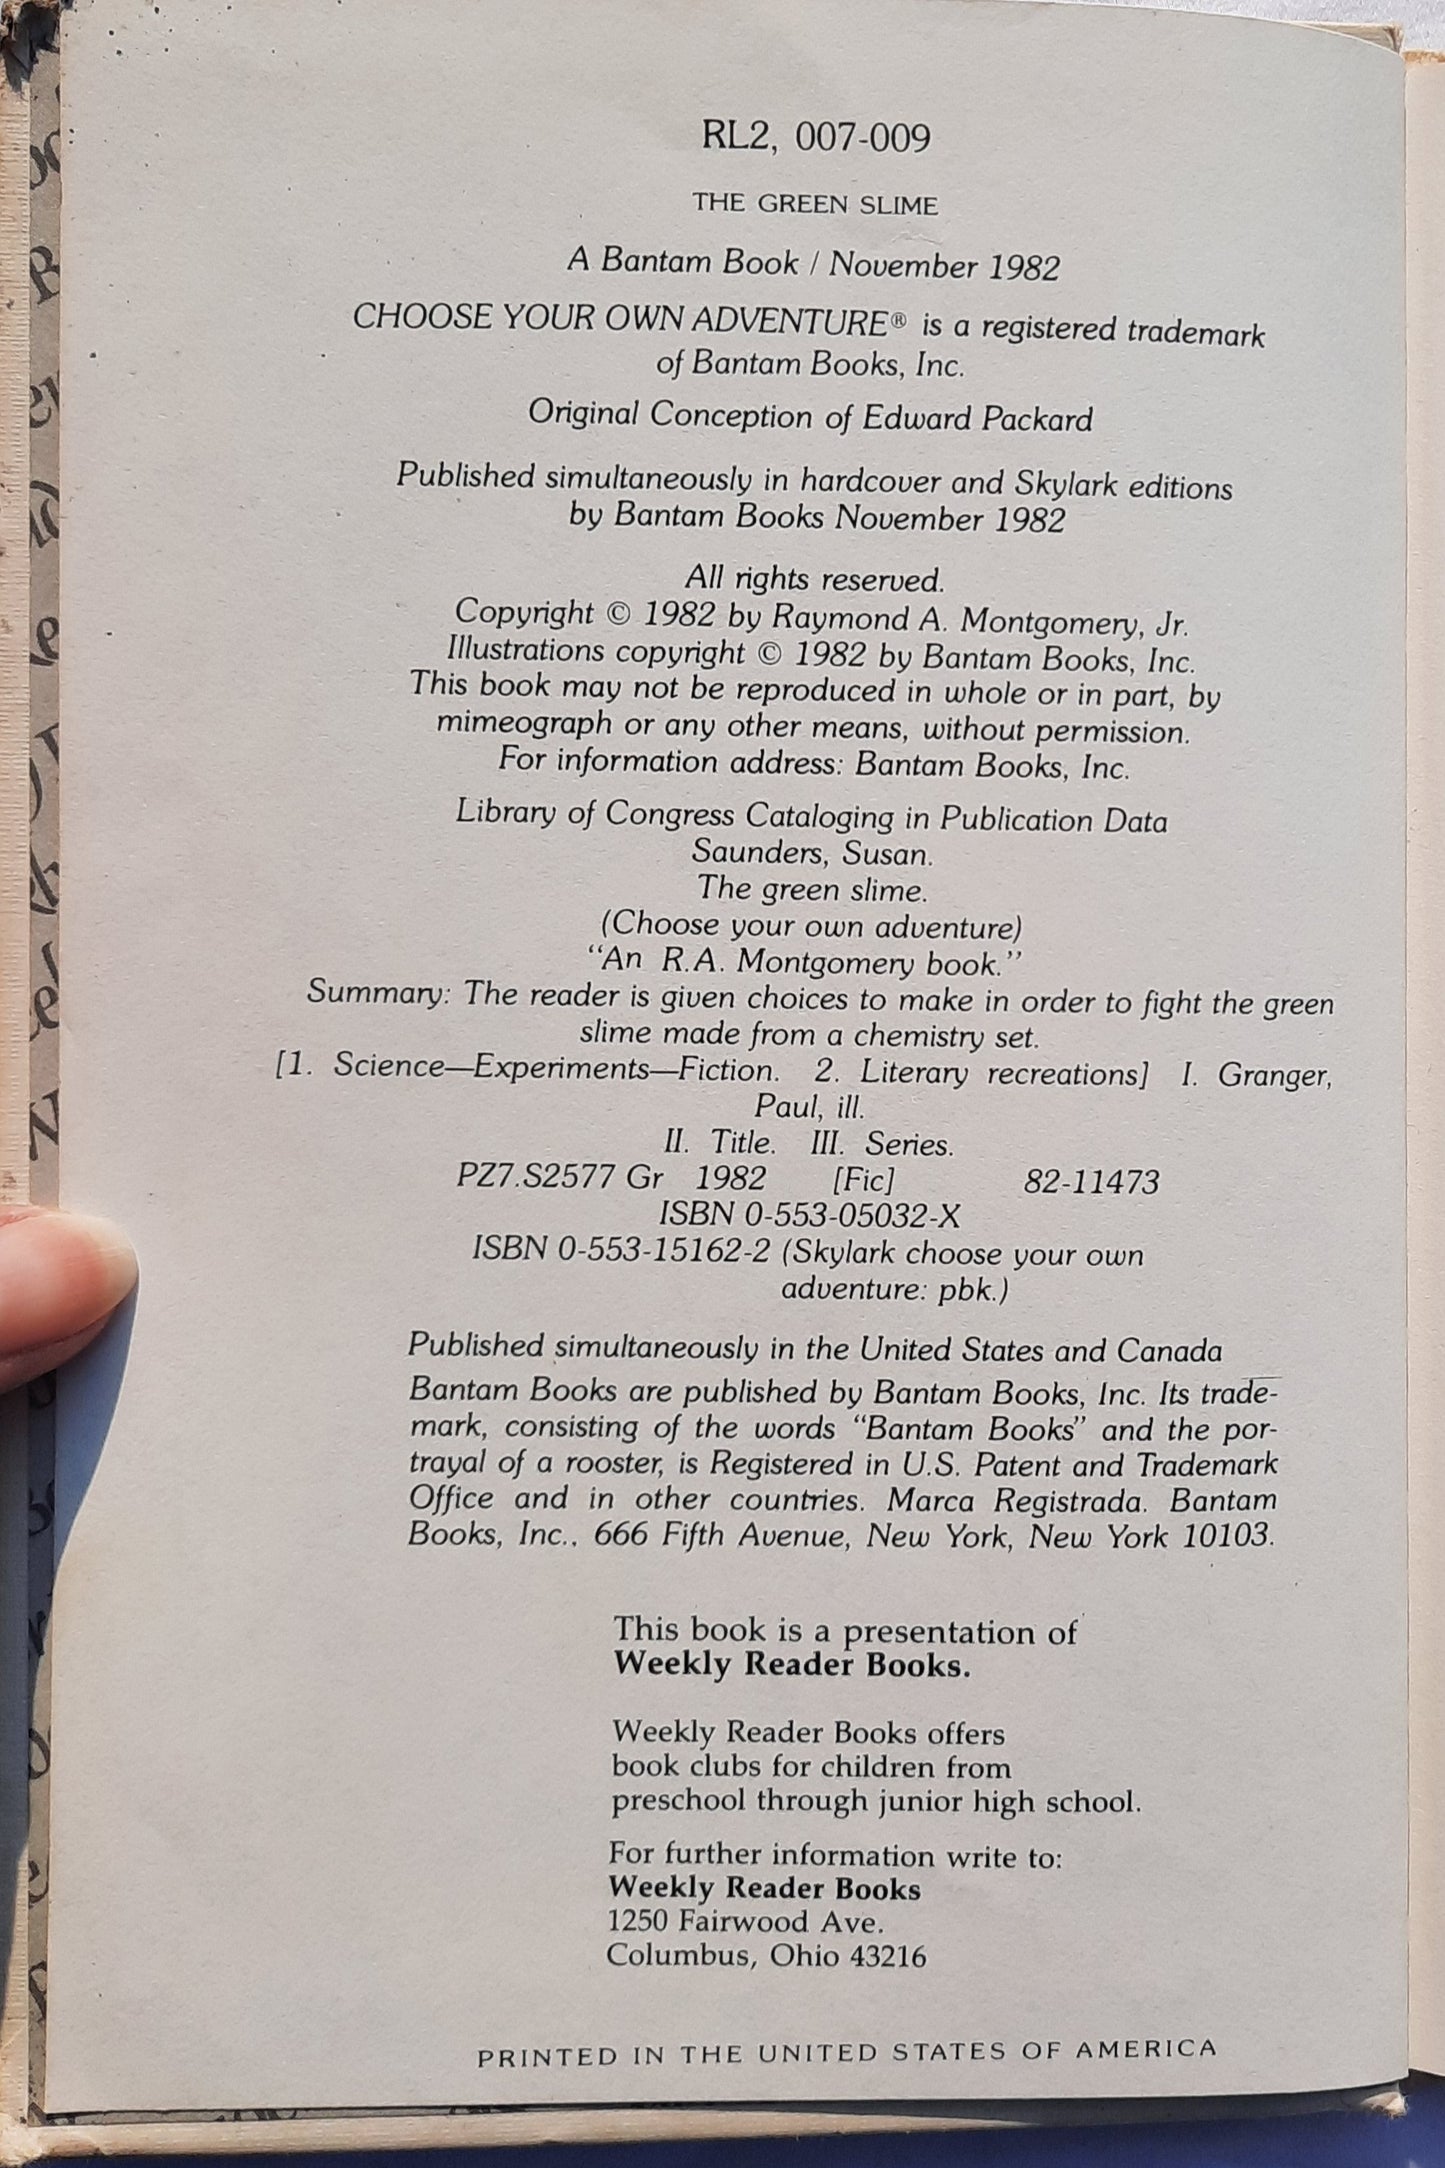 RL2, 007-009
THE GREEN SLIME
A Bantam Book / November 1982
CHOOSE YOUR OWN ADVENTURE® is a registered trademark
of Bantam Books, Inc.
Original Conception of Edward Packard
Published simultaneously in hardcover and Skylark editions
by Bantam Books November 1982
All rights reserved.
Copyright © 1982 by Raymond A. Montgomery, Jr.
Illustrations copyright © 1982 by Bantam Books, Inc.
This book may not be reproduced in whole or in part, by
mimeograph or any other means, without permission.
For information address: Bantam Books, Inc.
Library of Congress Cataloging in Publication Data
Saunders, Susan.
The green slime.
(Choose your own adventure)
“An R.A. Montgomery book.”
Summary: The reader is given choices to make in order to fight the green
slime made from a chemistry set.
[1. Science—Experiments—Fiction. 2. Literary recreations] I. Granger,
Paul, ill.
II. Title. III. Series.
PZ7.S2577 Gr 1982 [Fic] 82-11473
ISBN 0-553-05032-X
ISBN 0-553-15162-2 (Skylark choose your own
adventure: pbk.)
Published simultaneously in the United States and Canada
Bantam Books are published by Bantam Books, Inc. Its trade-
mark, consisting of the words “Bantam Books” and the por-
trayal of a rooster, is Registered in U.S. Patent and Trademark
Office and in other countries. Marca Registrada. Bantam
Books, Inc., 666 Fifth Avenue, New York, New York 10103.
This book is a presentation of
Weekly Reader Books.
Weekly Reader Books offers
book clubs for children from
preschool through junior high school.
For further information write to:
Weekly Reader Books
1250 Fairwood Ave.
Columbus, Ohio 43216
PRINTED IN THE UNITED STATES OF AMERICA